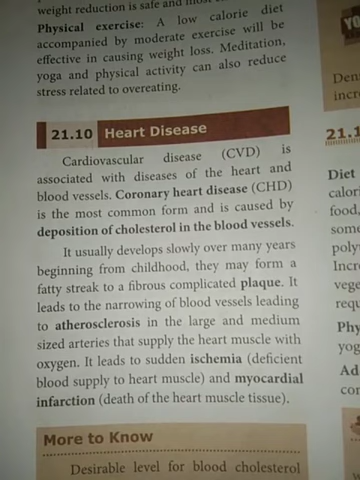 weight reduction is safe and most
Physical exercise: A low calorie diet
accompanied by moderate exercise will be
effective in causing weight loss. Meditation,
yoga and physical activity can also reduce
stress related to overeating.
21.10 Heart Disease
Cardiovascular disease (CVD) is
associated with diseases of the heart and
blood vessels. Coronary heart disease (CHD)
is the most common form and is caused by
deposition of cholesterol in the blood vessels.
It usually develops slowly over many years
beginning from childhood, they may form a
fatty streak to a fibrous complicated plaque. It
leads to the narrowing of blood vessels leading
to atherosclerosis in the large and medium
sized arteries that supply the heart muscle with
oxygen. It leads to sudden ischemia (deficient
blood supply to heart muscle) and myocardial
infarction (death of the heart muscle tissue).
More to Know
Desirable level for blood cholesterol
Den
incre
21.1
Diet
calori
food,
some
poly
Incre
vege
requ
Phy
yog
Ad
con